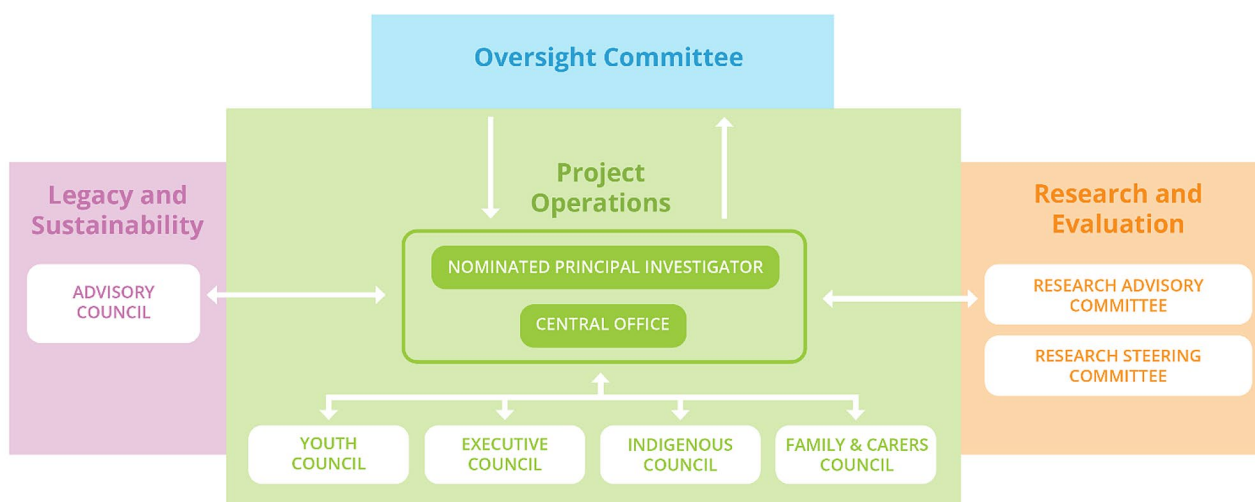 Oversight Committee
Legacy and
Sustainability
ADVISORY
COUNCIL
Project
Operations
NOMINATED PRINCIPAL INVESTIGATOR
CENTRAL OFFICE
YOUTH
COUNCIL
EXECUTIVE
COUNCIL
INDIGENOUS
COUNCIL
FAMILY & CARERS
COUNCIL
Research and
Evaluation
RESEARCH ADVISORY
COMMITTEE
RESEARCH STEERING
COMMITTEE